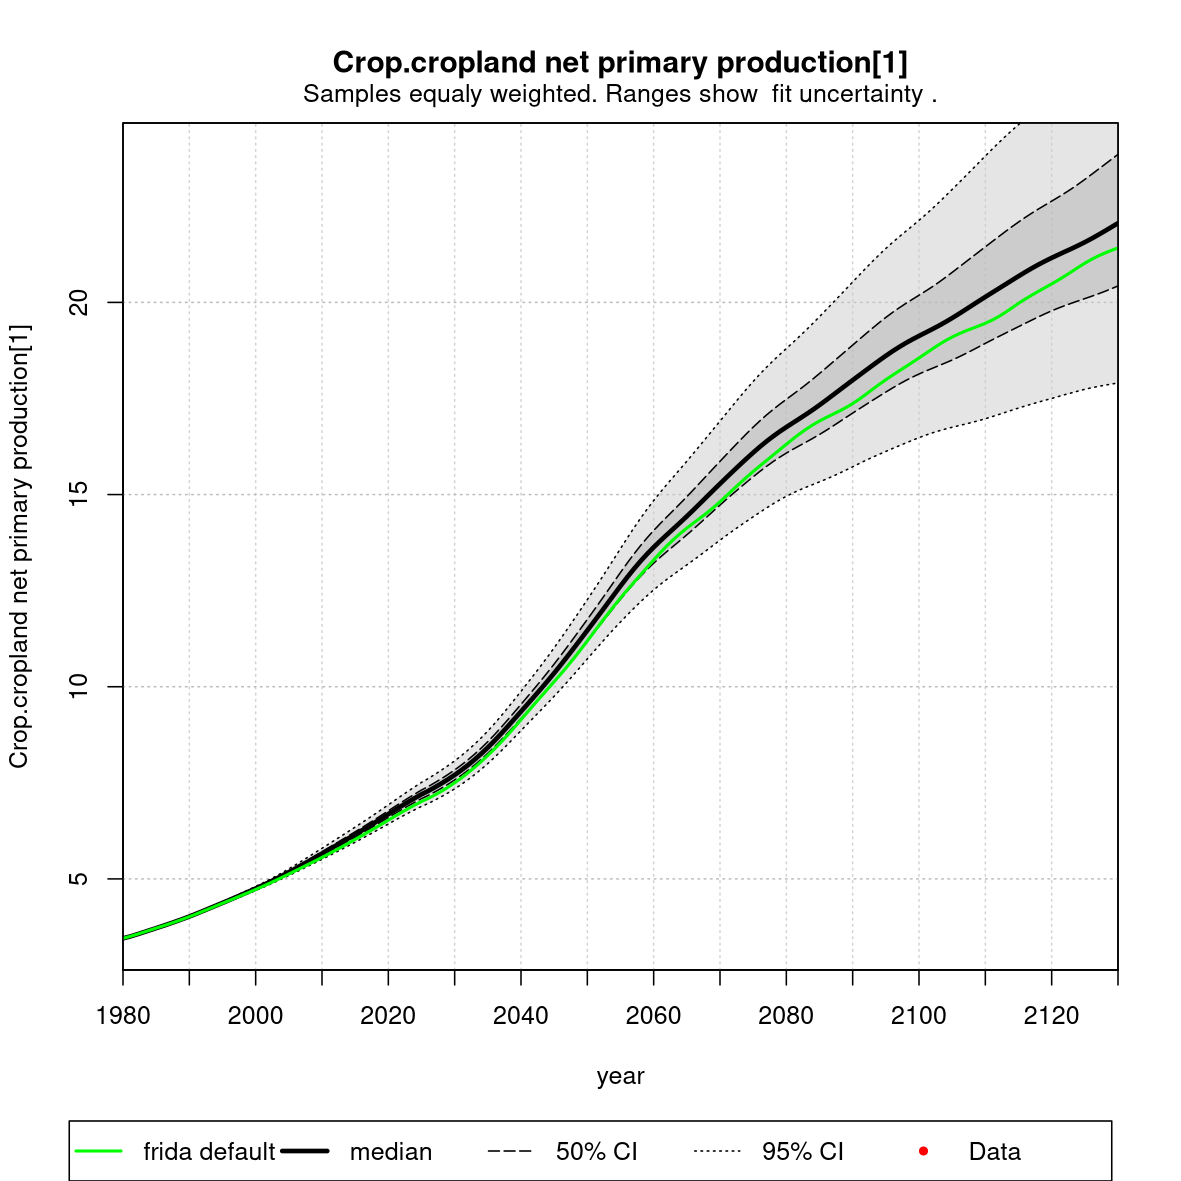 Crop.cropland net primary production[1]
Samples equaly weighted. Ranges show  fit uncertainty .
Crop.cropland net primary production[1]
20
15
10
5
1980 2000 2020 2040 2060 2080 2100 2120
year
frida default median 50% CI 95% CI Data